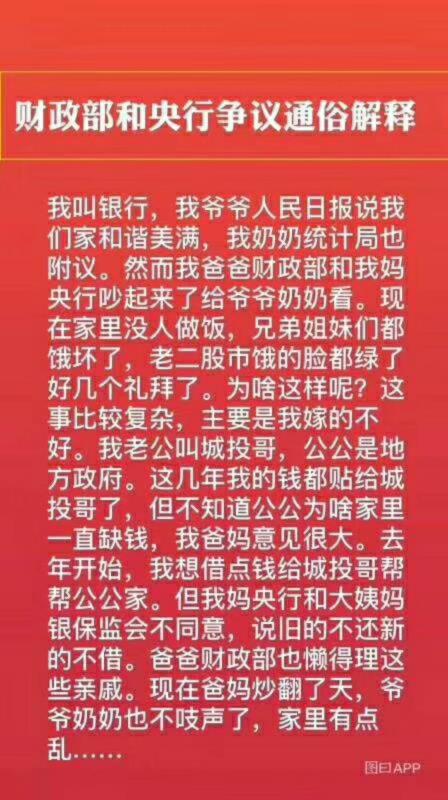 财政部和央行争议通俗解释
我叫银行，我爷爷人民日报说我
们家和谐美满，我奶奶统计局也
附议。然而我爸爸财政部和我妈
央行吵起来了给爷爷奶奶看。现
在家里没人做饭，兄弟姐妹们都
饿坏了，老二股市饿的脸都绿了
好几个礼拜了。为啥这样呢？这
事比较复杂，主要是我嫁的不
好。我老公叫城投哥，公公是地
方政府。这几年我的钱都贴给城
投哥了，但不知道公公为啥家里
一直缺钱，我爸妈意见很大。去
年开始，我想借点钱给城投哥帮
帮公公家。但我妈央行和大姨妈
银保监会不同意，说旧的不还新
的不借。爸爸财政部也懒得理这
些亲戚。现在爸妈炒翻了天，爷
爷奶奶也不吱声了，家里有点
乱……
图曰APP